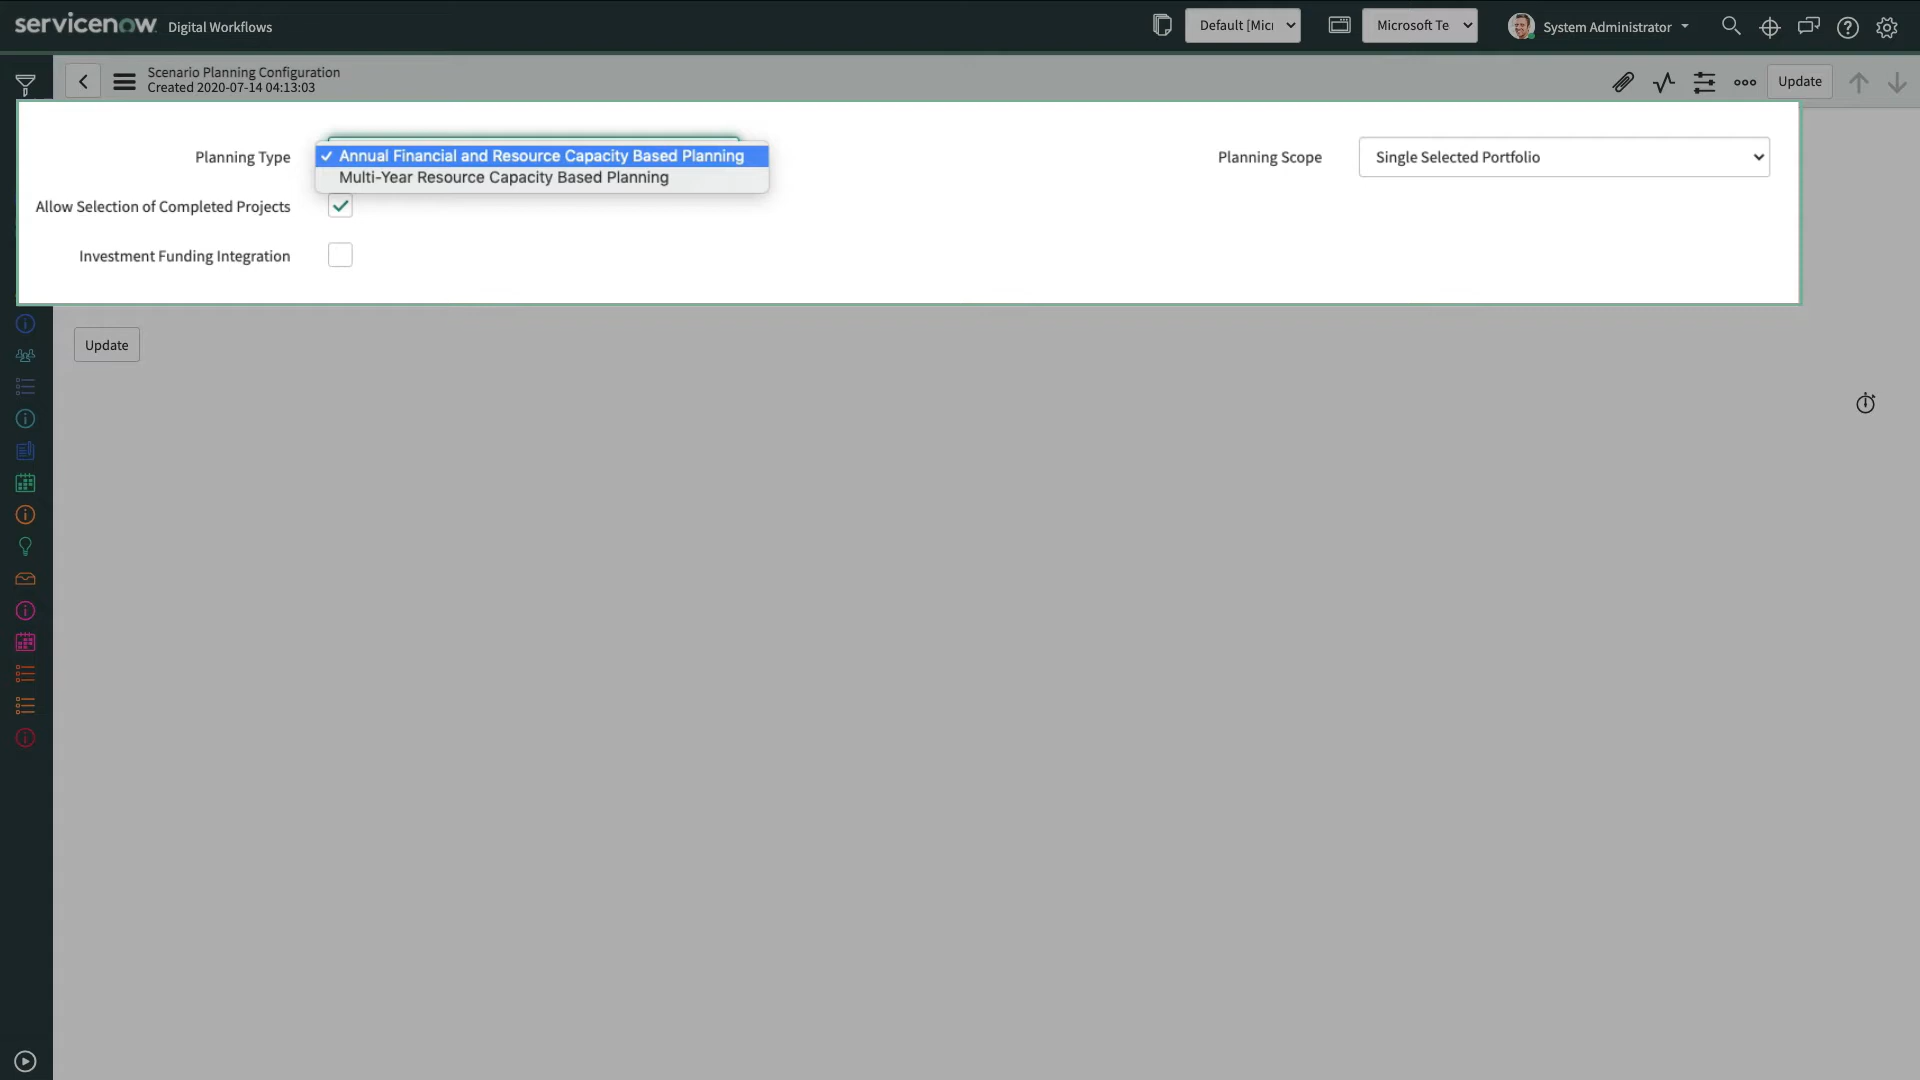 servicenow Digital Workflows
Default [Mici
Microsoft Te
System Administrator
Scenario Planning Configuration
Created 2020-07-14 04:13:03
Update
Planning Type
✓ Annual Financial and Resource Capacity Based Planning
Multi-Year Resource Capacity Based Planning
Planning Scope
Single Selected Portfolio
Allow Selection of Completed Projects
Investment Funding Integration
Update